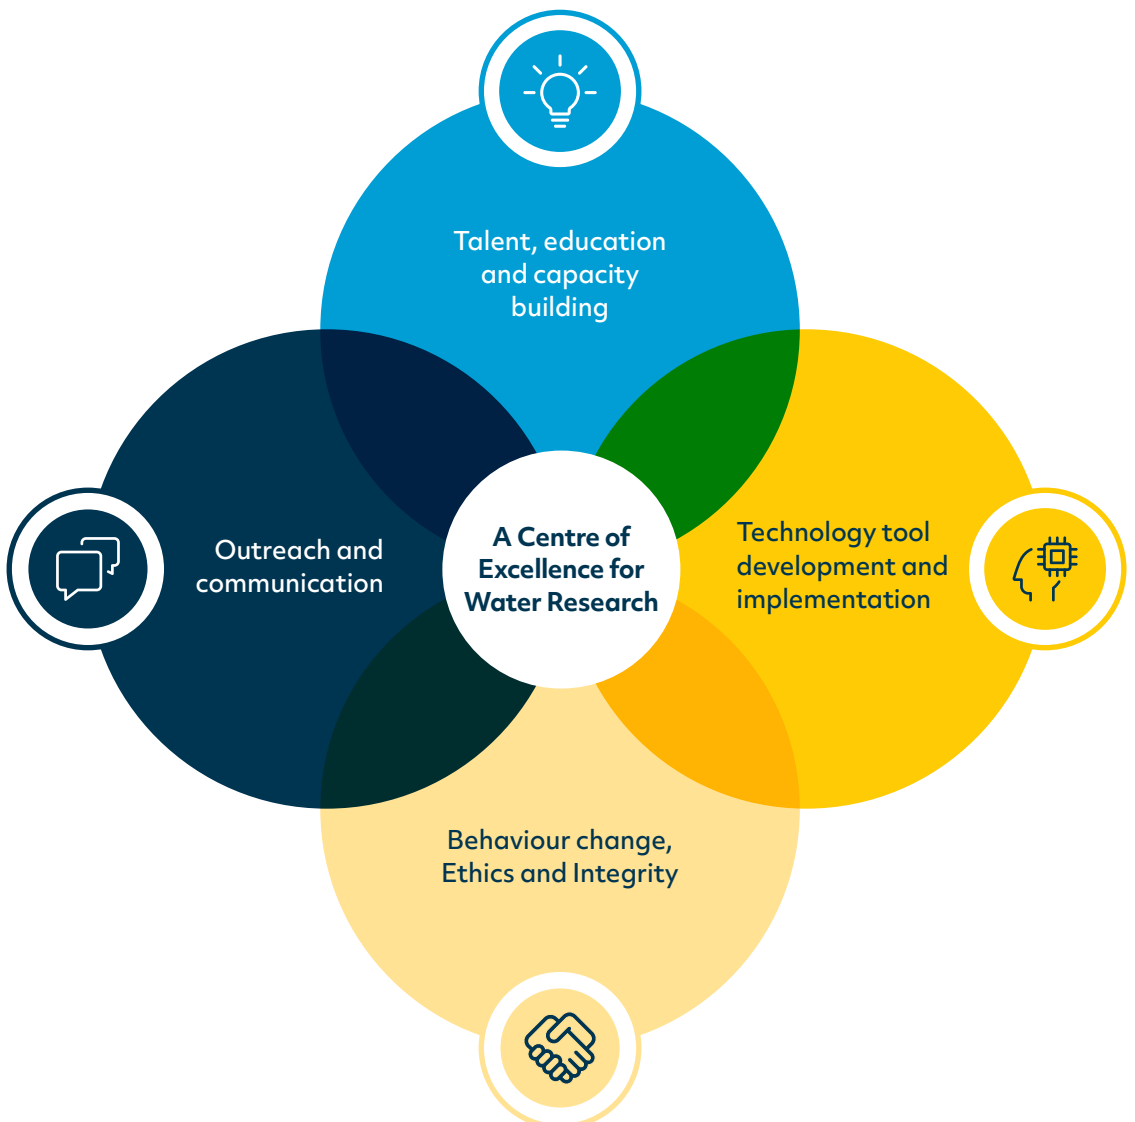 Talent, education
and capacity
building
Outreach and
communication
A Centre of
Excellence for
Water Research
Technology tool
development and
implementation
Behaviour change,
Ethics and Integrity